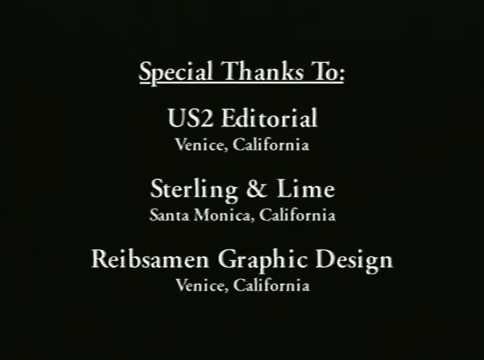 Special Thanks To:
US2 Editorial
Venice, California
Sterling & Lime
Santa Monica, California
Reibsamen Graphic Design
Venice, California